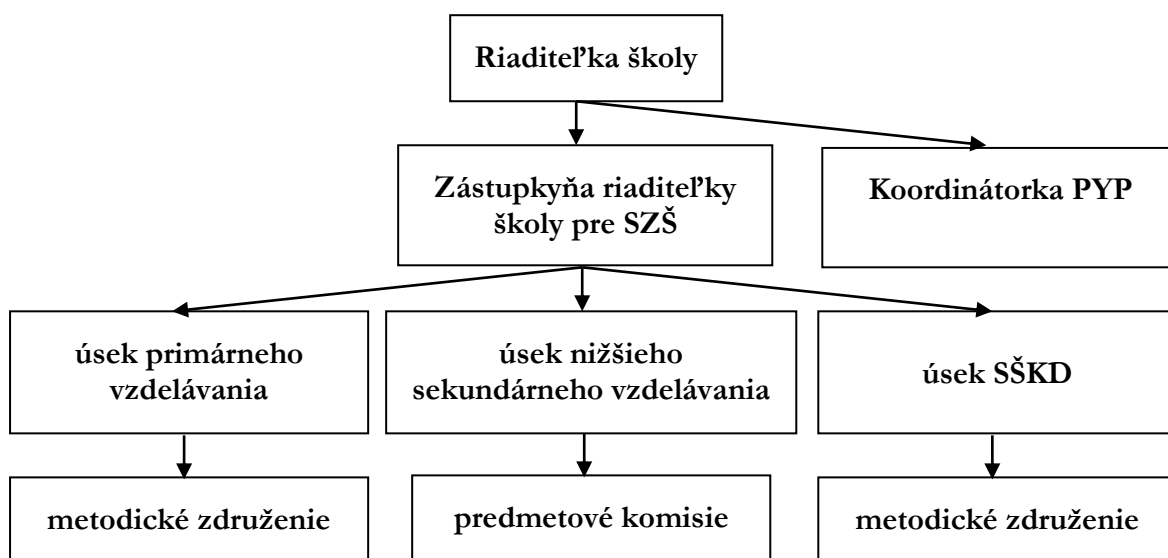 Riaditeľka školy
Zástupkyňa riaditeľky
školy pre SZŠ
Koordinátorka PYP
úsek primárneho
vzdelávania
úsek nižšieho
sekundárneho vzdelávania
úsek SŠKD
metodické združenie
predmetové komisie
metodické združenie